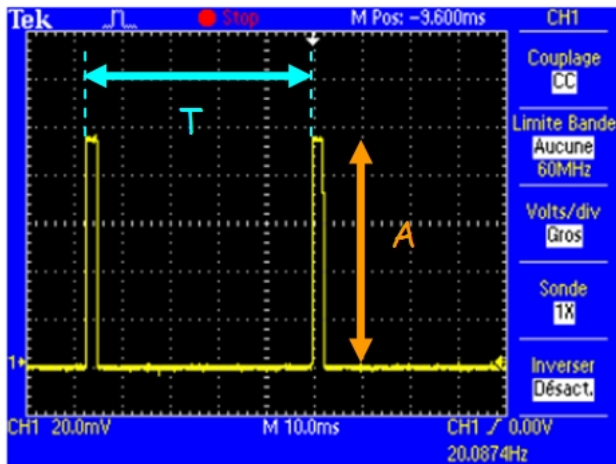 Tek Stop M Pos: -9.600ms CH1
Couplage
CC
Limite Bande
Aucune
60MHz
Volts/div
Gros
Sonde
1X
Inverser
Désact.
T
A
1
CH1 20.0mV M 10.0ms CH1 0.00V
20.0874Hz